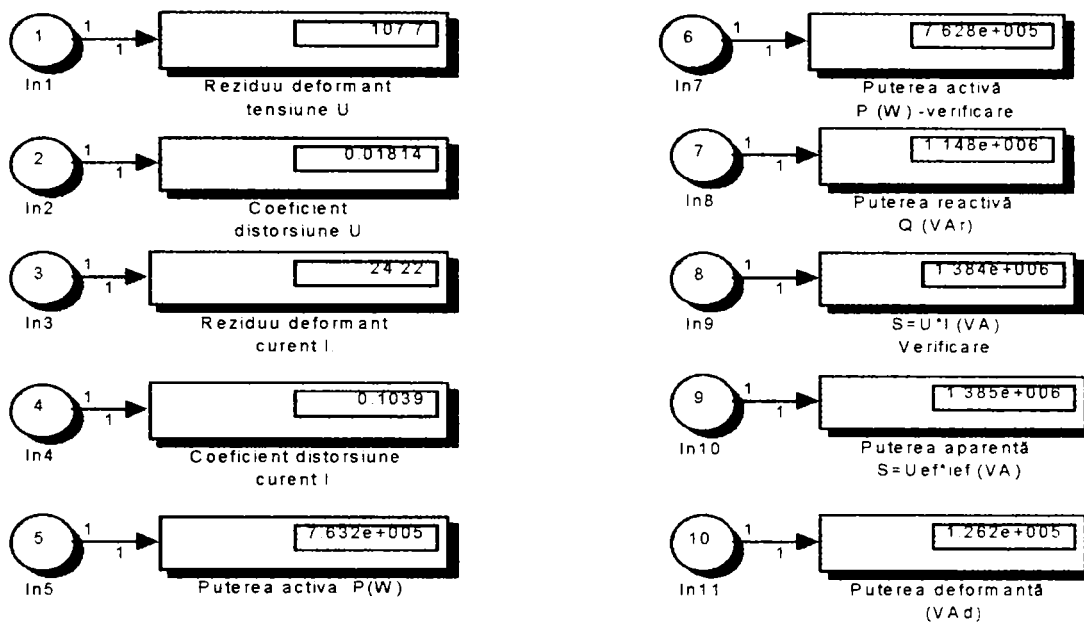 1
1
1
107.7
In1
Reziduu deformant
tensiune U
2
1
1
0.01814
In2
Coeficient
distorsiune U
3
1
1
24.22
In3
Reziduu deformant
curent I.
4
1
1
0.1039
In4
Coeficient distorsiune
curent I
5
1
1
7.632e+005
In5
Puterea activa P(W)
6
1
1
7.628e+005
In7
Puterea activă
P (W) -verificare
7
1
1
1.148e+006
In8
Puterea reactivă
Q (VAr)
8
1
1
1.384e+006
In9
S=U*I (VA)
Verificare
9
1
1
1.385e+006
In10
Puterea aparentă
S=Uef*Ief (VA)
10
1
1
1.262e+005
In11
Puterea deformantă
(VAd)